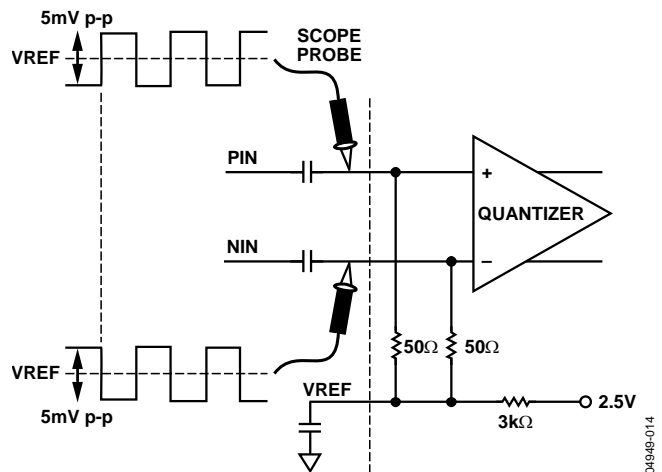 5mV p-p
VREF
SCOPE
PROBE
PIN
+
QUANTIZER
NIN
−
50Ω
50Ω
VREF
5mV p-p
VREF
2.5V
3kΩ
04949-014